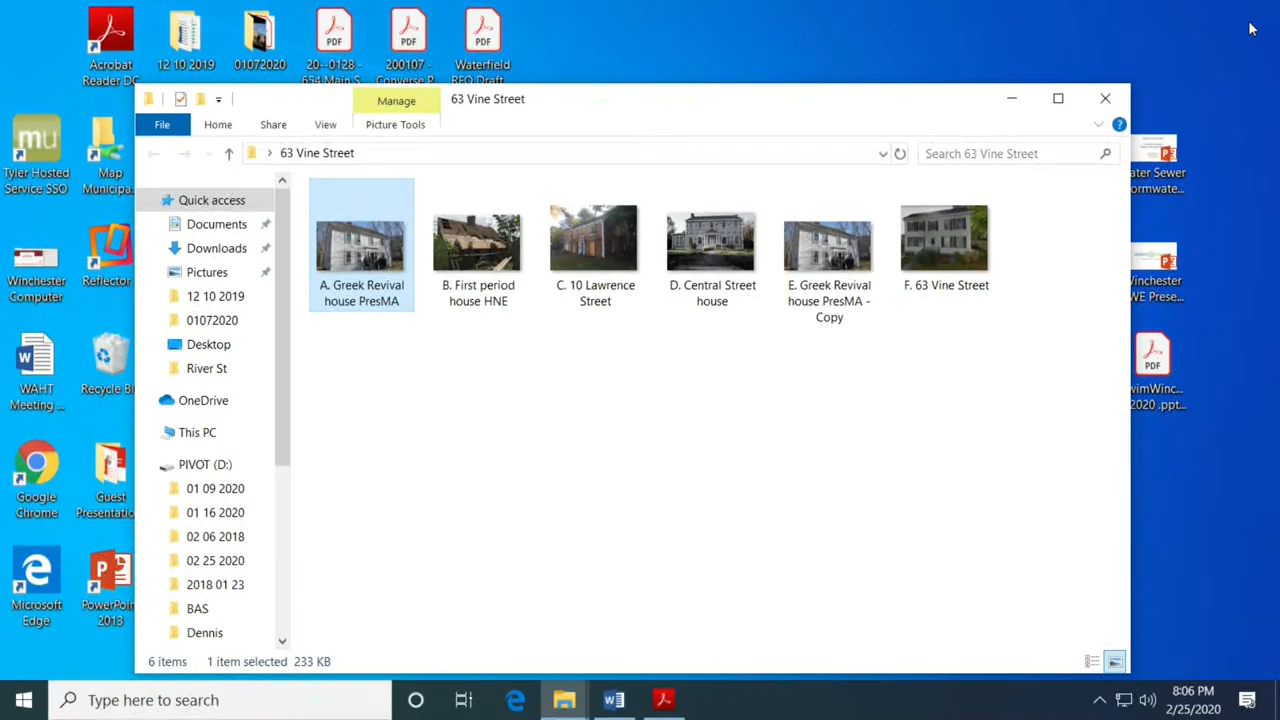 Acrobat
Reader DC
12 10 2019
01072020
20--0128 -
654 Main S
200107 -
Converse P
Waterfield
RFQ Draft
Manage
63 Vine Street
File
Home
Share
View
Picture Tools
63 Vine Street
Search 63 Vine Street
mu
Tyler Hosted
Service SSO
Map
Municipa...
Winchester
Computer
Reflector
WAHT
Meeting ...
Recycle Bi
Google
Chrome
Guest
Presentatio
Microsoft
Edge
PowerPoin
2013
Quick access
Documents
Downloads
Pictures
12 10 2019
01072020
Desktop
River St
OneDrive
This PC
PIVOT (D:)
01 09 2020
01 16 2020
02 06 2018
02 25 2020
2018 01 23
BAS
Dennis
A. Greek Revival
house PresMA
B. First period
house HNE
C. 10 Lawrence
Street
D. Central Street
house
E. Greek Revival
house PresMA -
Copy
F. 63 Vine Street
ater Sewer
ormwate...
nchester
WE Prese...
PDF
wimWinc...
2020 .ppt...
PDF
PDF
PDF
6 items
1 item selected 233 KB
Type here to search
8:06 PM
2/25/2020